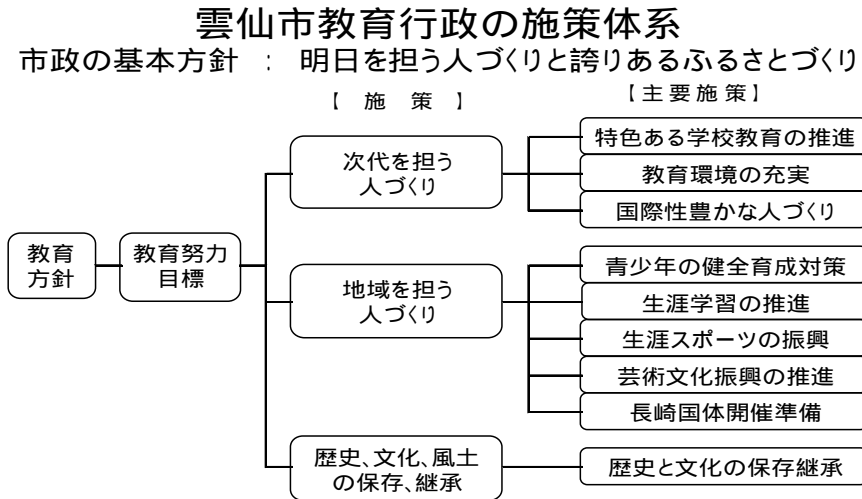 雲仙市教育行政の施策体系
市政の基本方針 : 明日を担う人づくりと誇りあるふるさとづくり
【 施 策 】
【主要施策】
教育
方針
教育努力
目標
次代を担う
人づくり
特色ある学校教育の推進
教育環境の充実
国際性豊かな人づくり
地域を担う
人づくり
青少年の健全育成対策
生涯学習の推進
生涯スポーツの振興
芸術文化振興の推進
長崎国体開催準備
歴史、文化、風土
の保存、継承
歴史と文化の保存継承